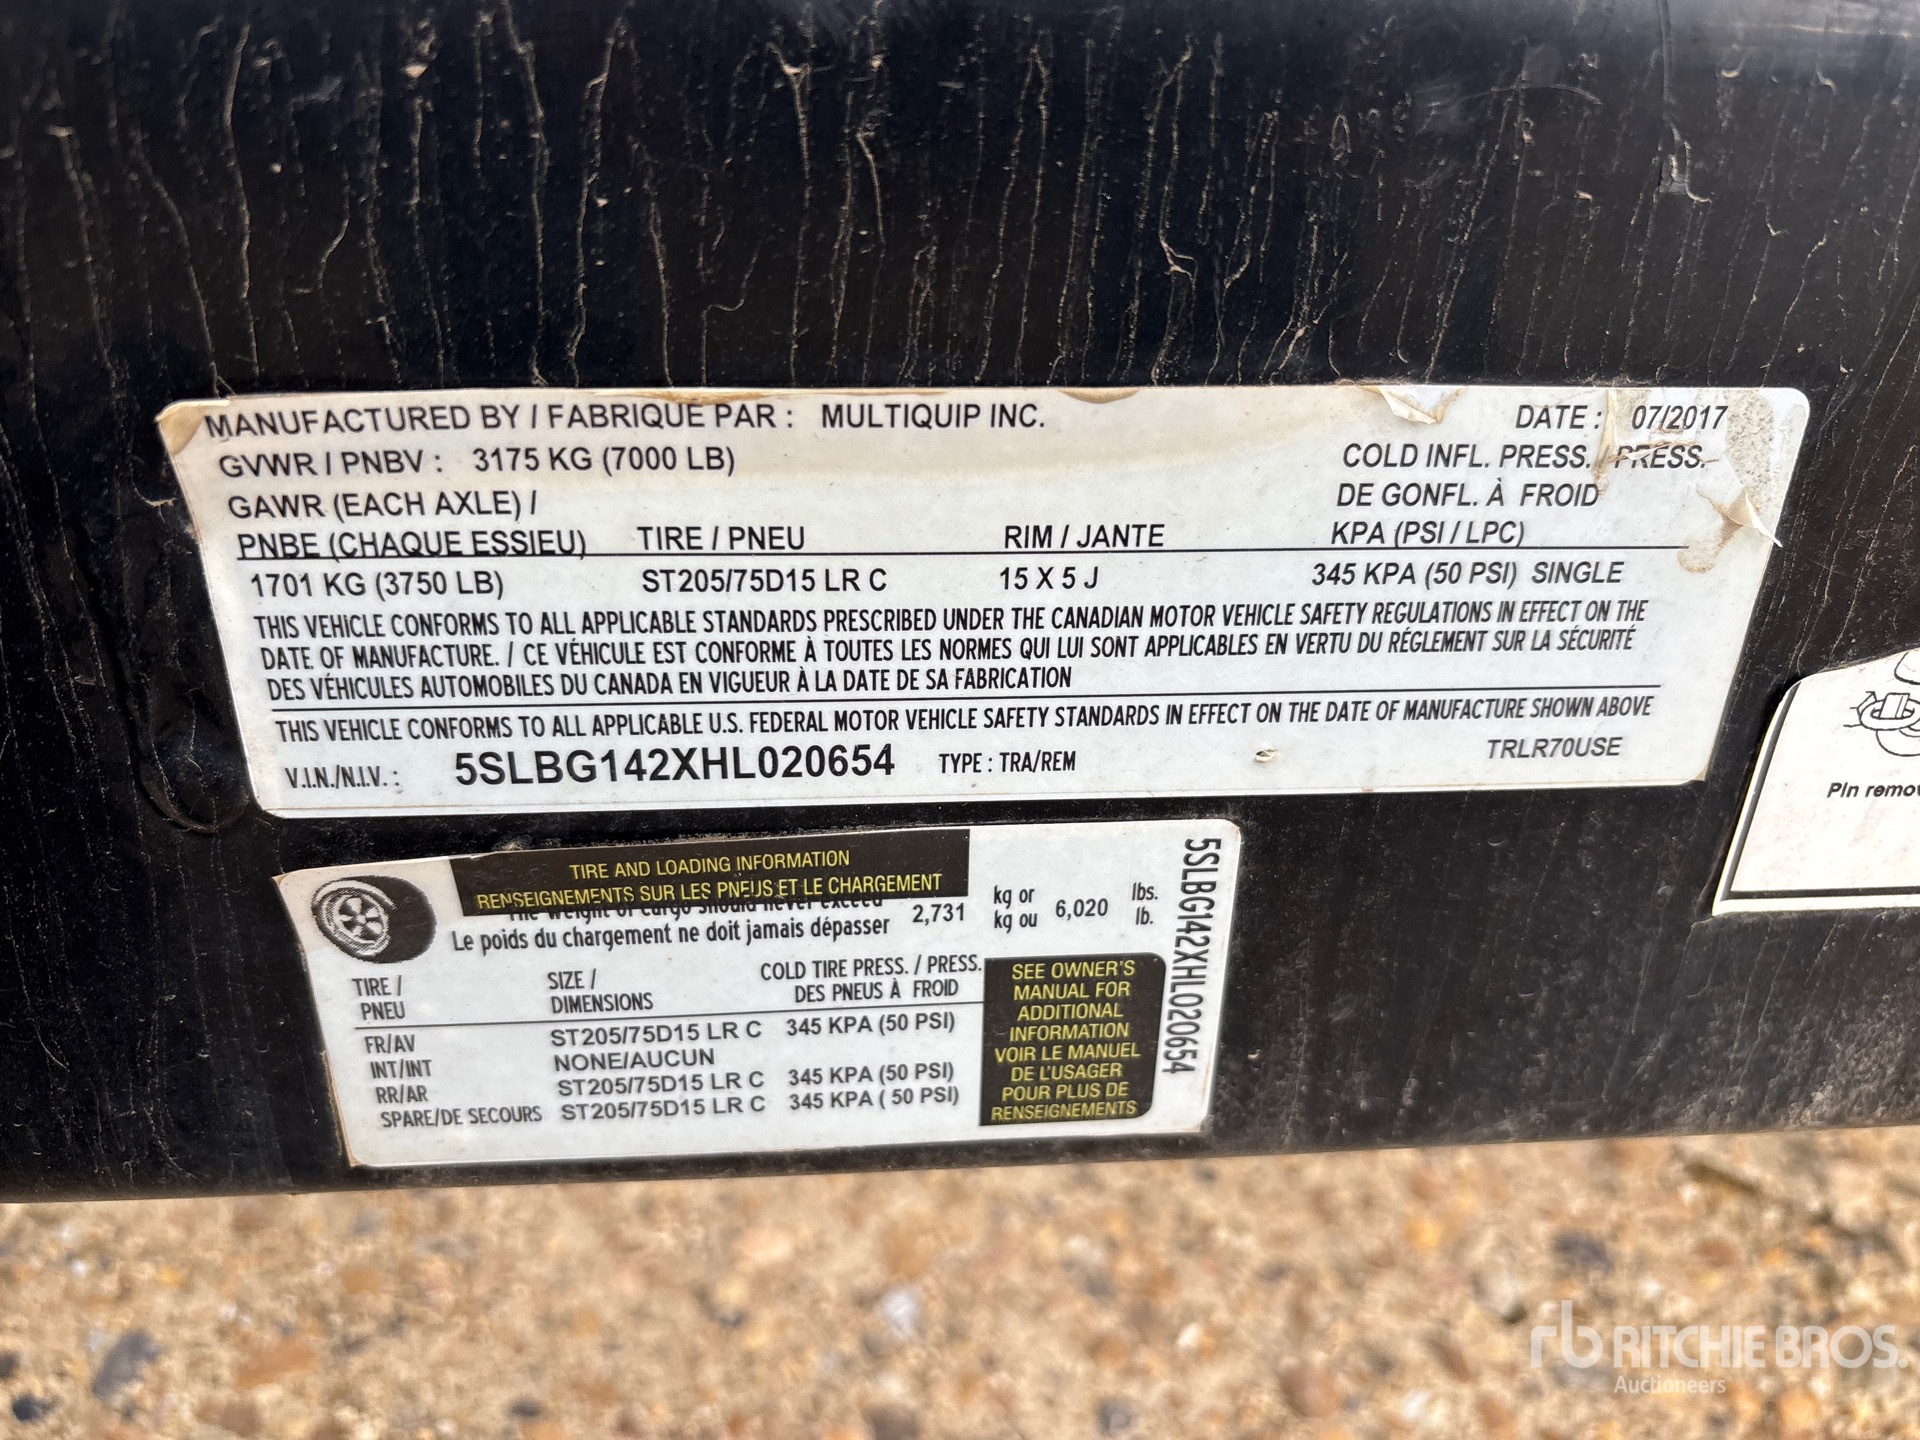 MANUFACTURED BY / FABRIQUE PAR : MULTIQUIP INC. DATE : 07/2017
GVWR / PNBV : 3175 KG (7000 LB) COLD INFL. PRESS. / PRESS.
GAWR (EACH AXLE) / DE GONFL. À FROID
PNBE (CHAQUE ESSIEU) TIRE / PNEU RIM / JANTE KPA (PSI / LPC)
1701 KG (3750 LB) ST205/75D15 LR C 15 X 5 J 345 KPA (50 PSI) SINGLE
THIS VEHICLE CONFORMS TO ALL APPLICABLE STANDARDS PRESCRIBED UNDER THE CANADIAN MOTOR VEHICLE SAFETY REGULATIONS IN EFFECT ON THE
DATE OF MANUFACTURE. / CE VÉHICULE EST CONFORME À TOUTES LES NORMES QUI LUI SONT APPLICABLES EN VERTU DU RÉGLEMENT SUR LA SÉCURITÉ
DES VÉHICULES AUTOMOBILES DU CANADA EN VIGUEUR À LA DATE DE SA FABRICATION
THIS VEHICLE CONFORMS TO ALL APPLICABLE U.S. FEDERAL MOTOR VEHICLE SAFETY STANDARDS IN EFFECT ON THE DATE OF MANUFACTURE SHOWN ABOVE
V.I.N./N.I.V. : 5SLBG142XHL020654 TYPE : TRA/REM TRLR70USE
Pin remov
TIRE AND LOADING INFORMATION
RENSEIGNEMENTS SUR LES PNEUS ET LE CHARGEMENT
The weight of cargo should never exceed 2,731 kg or 6,020 lbs.
Le poids du chargement ne doit jamais dépasser kg ou lb.
TIRE / SIZE / COLD TIRE PRESS. / PRESS.
PNEU DIMENSIONS DES PNEUS À FROID
FR/AV ST205/75D15 LR C 345 KPA (50 PSI)
INT/INT NONE/AUCUN
RR/AR ST205/75D15 LR C 345 KPA (50 PSI)
SPARE/DE SECOURS ST205/75D15 LR C 345 KPA ( 50 PSI)
SEE OWNER'S
MANUAL FOR
ADDITIONAL
INFORMATION
VOIR LE MANUEL
DE L'USAGER
POUR PLUS DE
RENSEIGNEMENTS
5SLBG142XHL020654
rb RITCHIE BROS.
Auctioneers